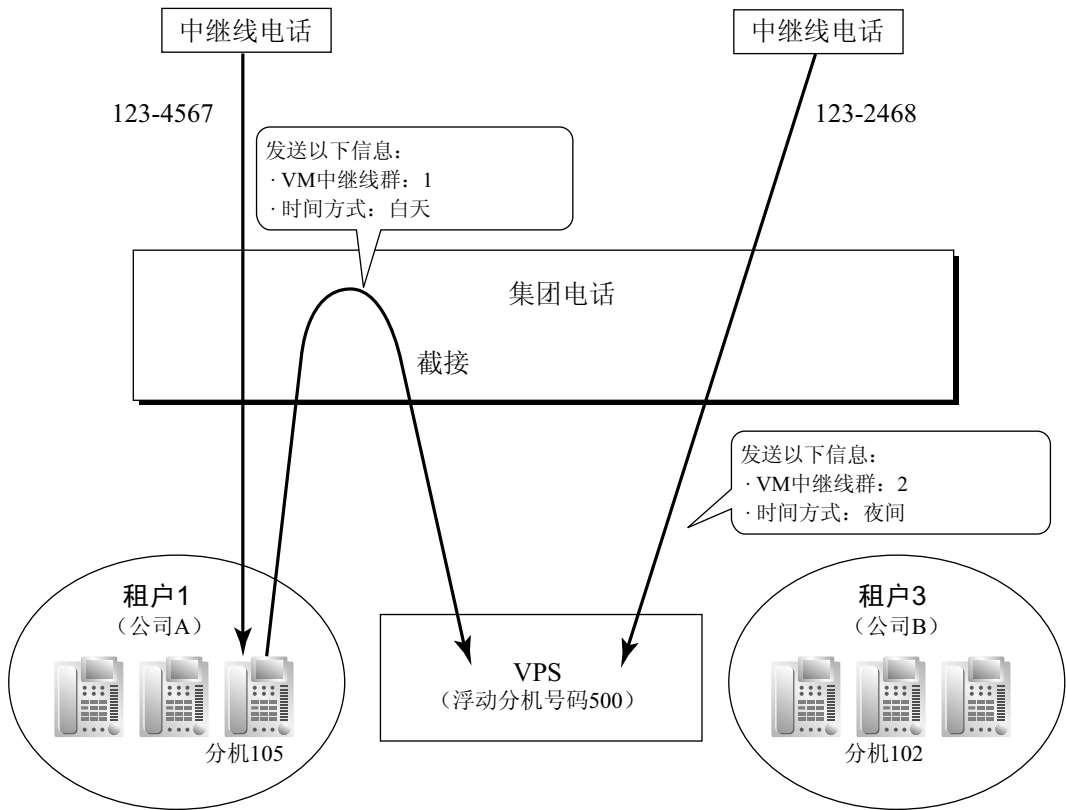 中继线电话
中继线电话
123-4567
123-2468
发送以下信息：
· VM中继线群：1
· 时间方式：白天
集团电话
截接
发送以下信息：
· VM中继线群：2
· 时间方式：夜间
租户1
（公司A）
租户3
（公司B）
VPS
（浮动分机号码500）
分机105
分机102